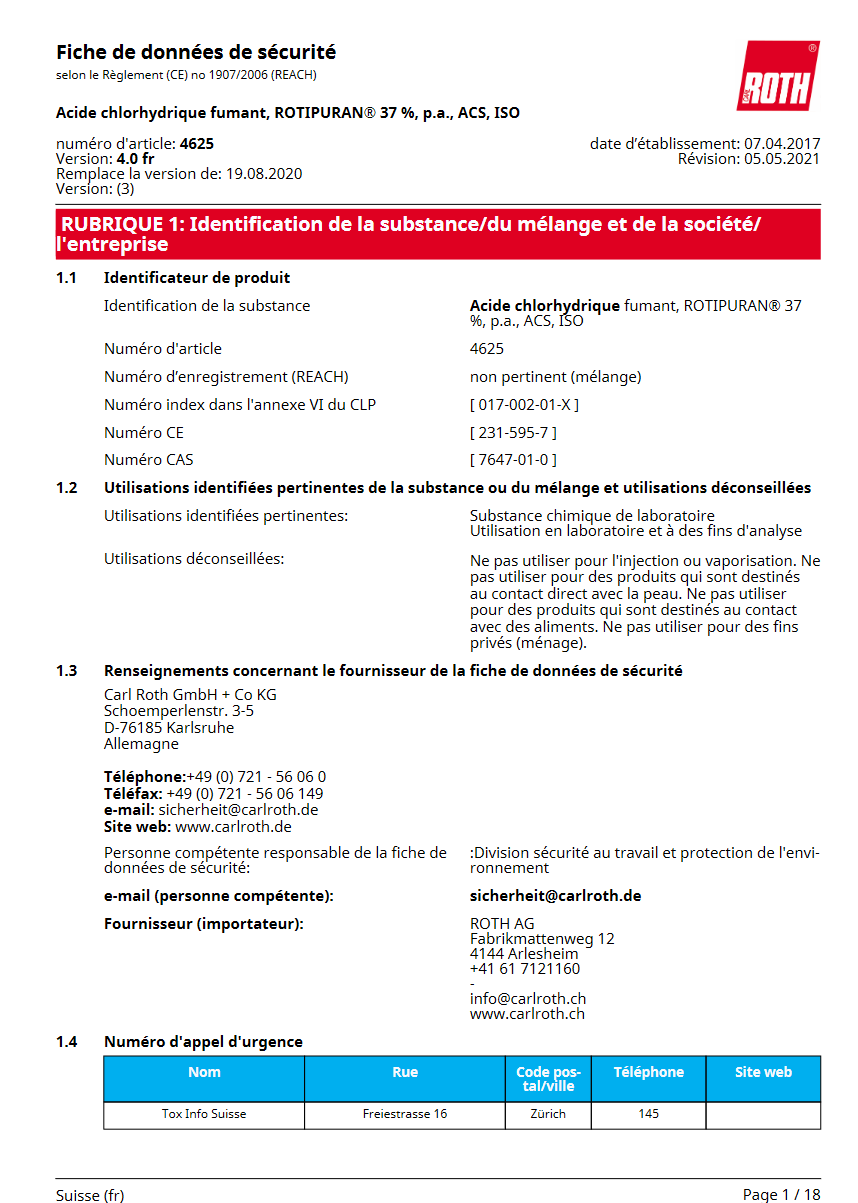 Fiche de données de sécurité
selon le Règlement (CE) no 1907/2006 (REACH)
® CARL ROTH
Acide chlorhydrique fumant, ROTIPURAN® 37 %, p.a., ACS, ISO
numéro d'article: 4625
Version: 4.0 fr
Remplace la version de: 19.08.2020
Version: (3)
date d’établissement: 07.04.2017
Révision: 05.05.2021
RUBRIQUE 1: Identification de la substance/du mélange et de la société/
l'entreprise
1.1 Identificateur de produit
Identification de la substance Acide chlorhydrique fumant, ROTIPURAN® 37
%, p.a., ACS, ISO
Numéro d'article 4625
Numéro d’enregistrement (REACH) non pertinent (mélange)
Numéro index dans l'annexe VI du CLP [ 017-002-01-X ]
Numéro CE [ 231-595-7 ]
Numéro CAS [ 7647-01-0 ]
1.2 Utilisations identifiées pertinentes de la substance ou du mélange et utilisations déconseillées
Utilisations identifiées pertinentes: Substance chimique de laboratoire
Utilisation en laboratoire et à des fins d'analyse
Utilisations déconseillées: Ne pas utiliser pour l'injection ou vaporisation. Ne
pas utiliser pour des produits qui sont destinés
au contact direct avec la peau. Ne pas utiliser
pour des produits qui sont destinés au contact
avec des aliments. Ne pas utiliser pour des fins
privés (ménage).
1.3 Renseignements concernant le fournisseur de la fiche de données de sécurité
Carl Roth GmbH + Co KG
Schoemperlenstr. 3-5
D-76185 Karlsruhe
Allemagne
Téléphone:+49 (0) 721 - 56 06 0
Téléfax: +49 (0) 721 - 56 06 149
e-mail: sicherheit@carlroth.de
Site web: www.carlroth.de
Personne compétente responsable de la fiche de
données de sécurité:
:Division sécurité au travail et protection de l'envi-
ronnement
e-mail (personne compétente): sicherheit@carlroth.de
Fournisseur (importateur): ROTH AG
Fabrikmattenweg 12
4144 Arlesheim
+41 61 7121160
-
info@carlroth.ch
www.carlroth.ch
1.4 Numéro d'appel d'urgence
Nom Rue Code pos-
tal/ville Téléphone Site web
Tox Info Suisse Freiestrasse 16 Zürich 145
Suisse (fr) Page 1 / 18